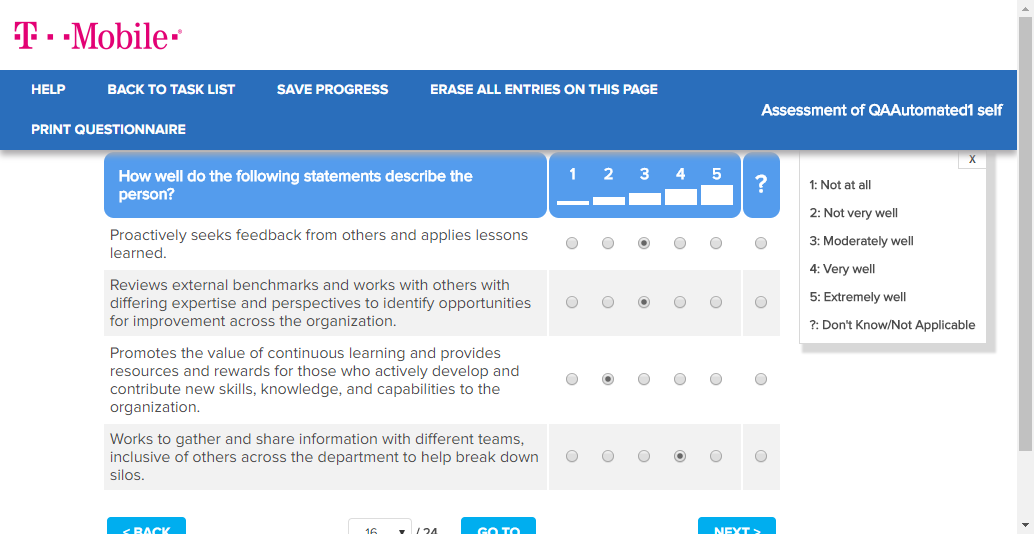 T··Mobile·®
HELP
BACK TO TASK LIST
SAVE PROGRESS
ERASE ALL ENTRIES ON THIS PAGE
PRINT QUESTIONNAIRE
Assessment of QAAutomated1 self
How well do the following statements describe the
person?
1 2 3 4 5 ?
Proactively seeks feedback from others and applies lessons
learned.
Reviews external benchmarks and works with others with
differing expertise and perspectives to identify opportunities
for improvement across the organization.
Promotes the value of continuous learning and provides
resources and rewards for those who actively develop and
contribute new skills, knowledge, and capabilities to the
organization.
Works to gather and share information with different teams,
inclusive of others across the department to help break down
silos.
X
1: Not at all
2: Not very well
3: Moderately well
4: Very well
5: Extremely well
?: Don't Know/Not Applicable
< BACK
16 / 24
GO TO
NEXT >